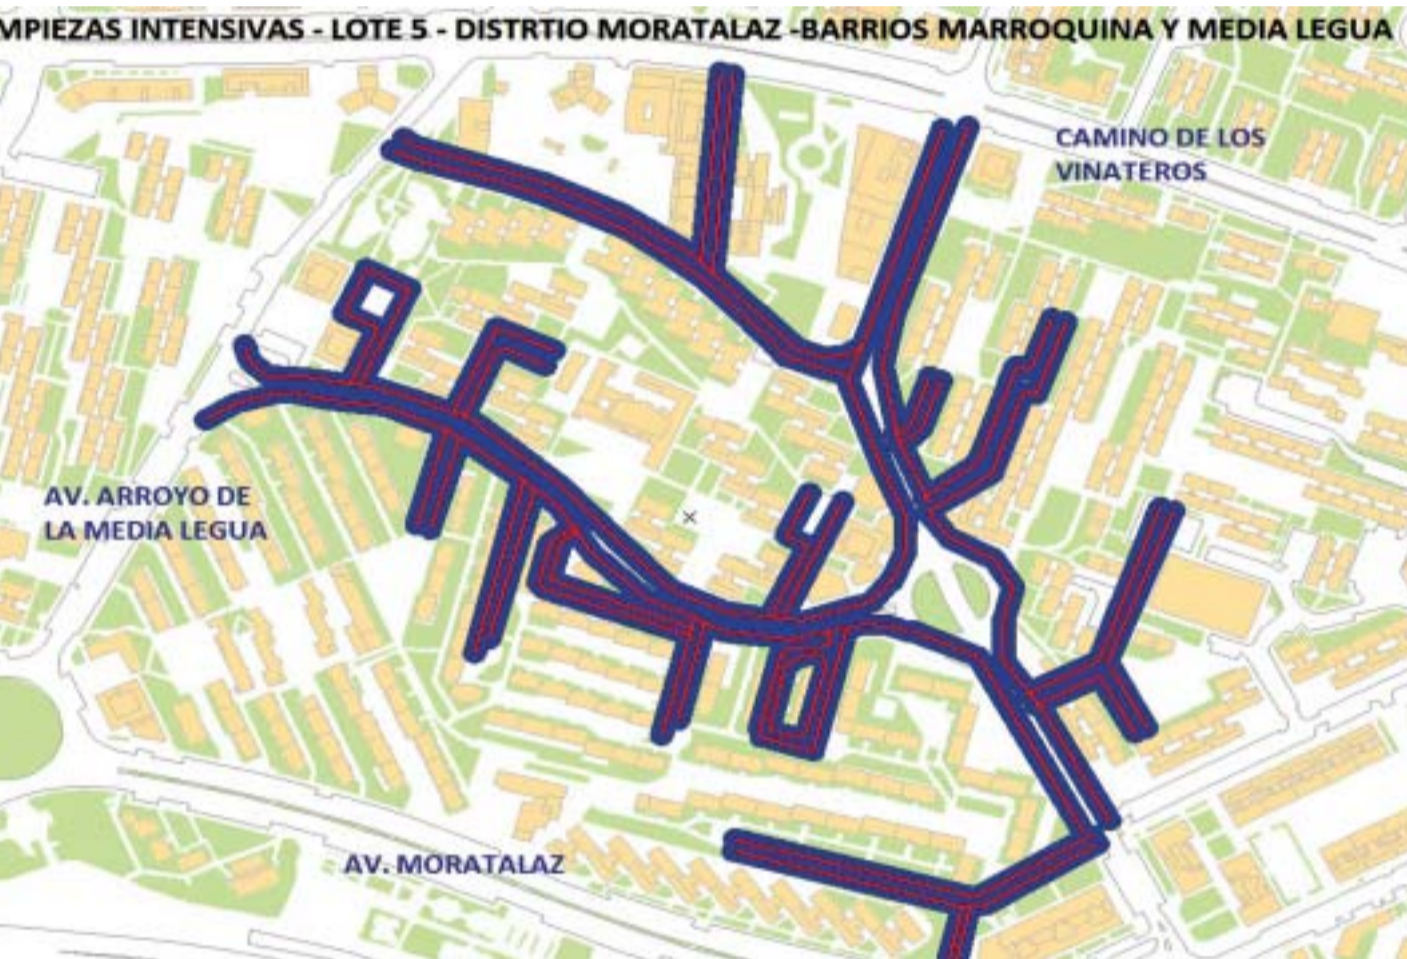 MPIEZAS INTENSIVAS - LOTE 5 - DISTRTIO MORATALAZ -BARRIOS MARROQUINA Y MEDIA LEGUA
CAMINO DE LOS
VINATEROS
AV. ARROYO DE
LA MEDIA LEGUA
AV. MORATALAZ